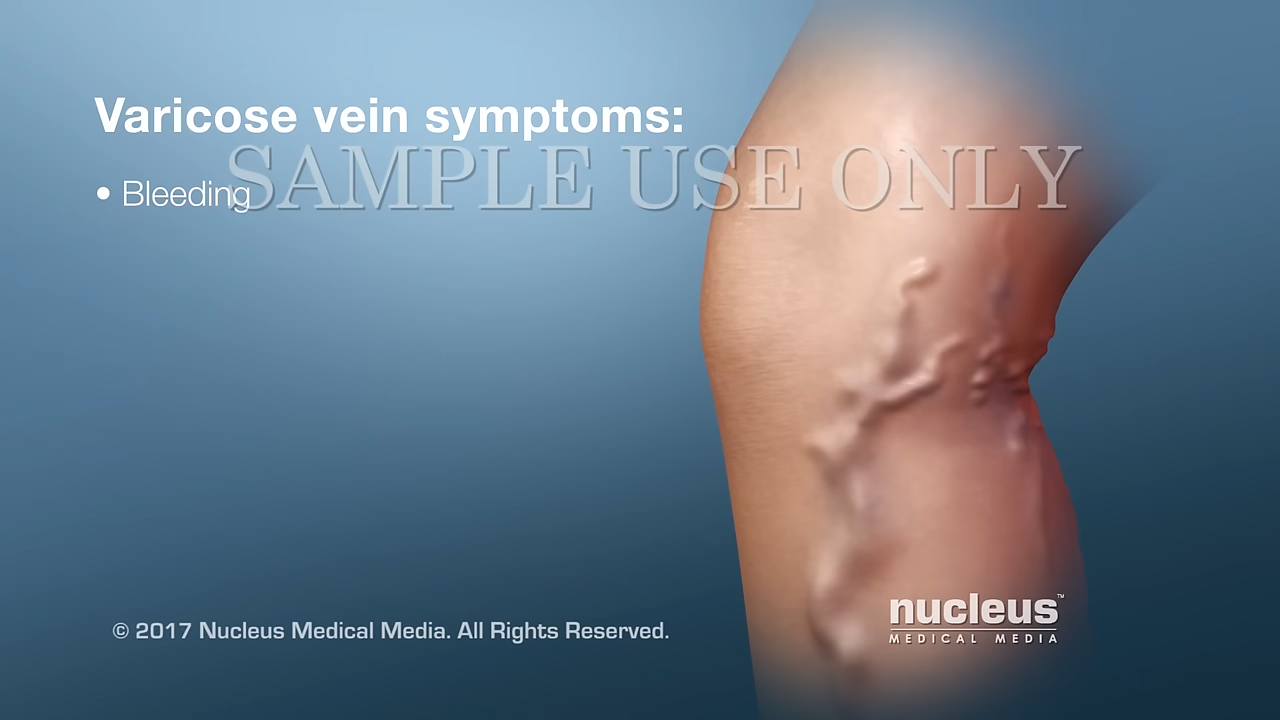 Varicose vein symptoms:
SAMPLE USE ONLY
• Bleeding
© 2017 Nucleus Medical Media. All Rights Reserved.
nucleus™
MEDICAL MEDIA